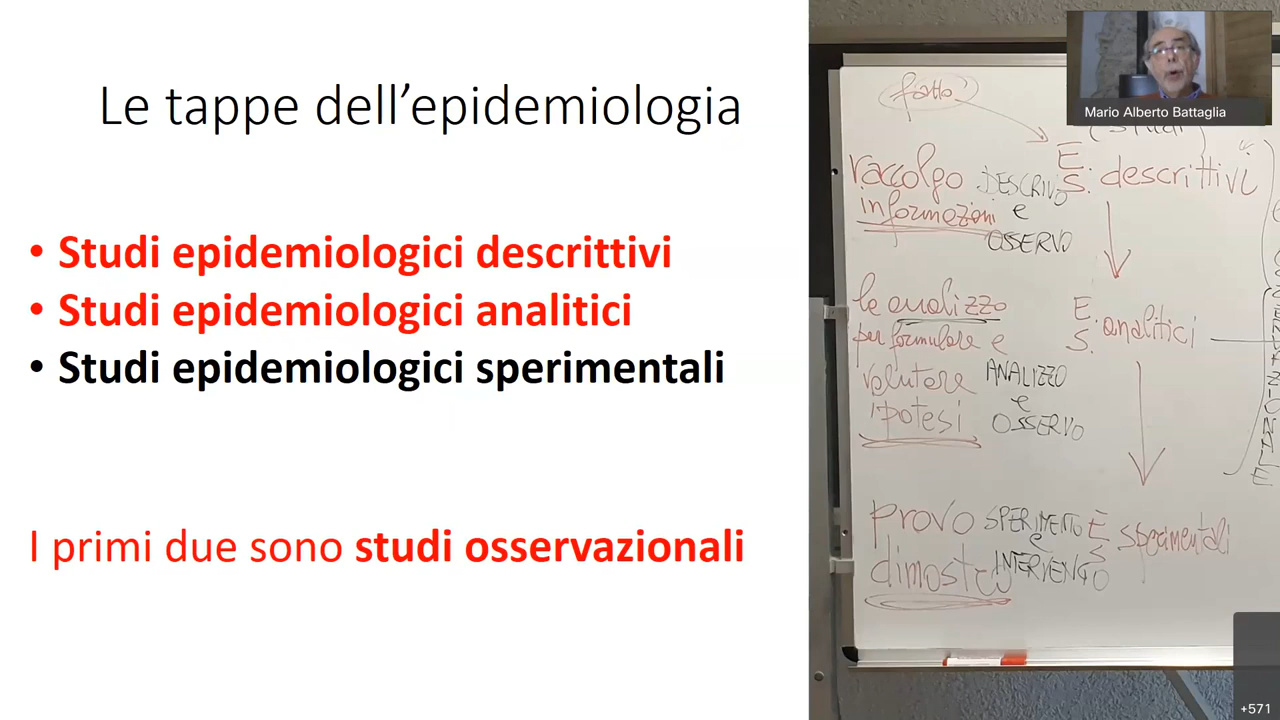 Le tappe dell’epidemiologia
• Studi epidemiologici descrittivi
• Studi epidemiologici analitici
• Studi epidemiologici sperimentali
I primi due sono studi osservazionali
Mario Alberto Battaglia
fatto
(studi)
raccolgo DESCRIVO E
informazioni e S. descrittivi
OSSERVO
le analizzo E
per formulare e S. analitici
valutare ANALIZZO
ipotesi e
OSSERVO
provo SPERIMENTO E
e S sperimentali
dimostro INTERVENGO
+571